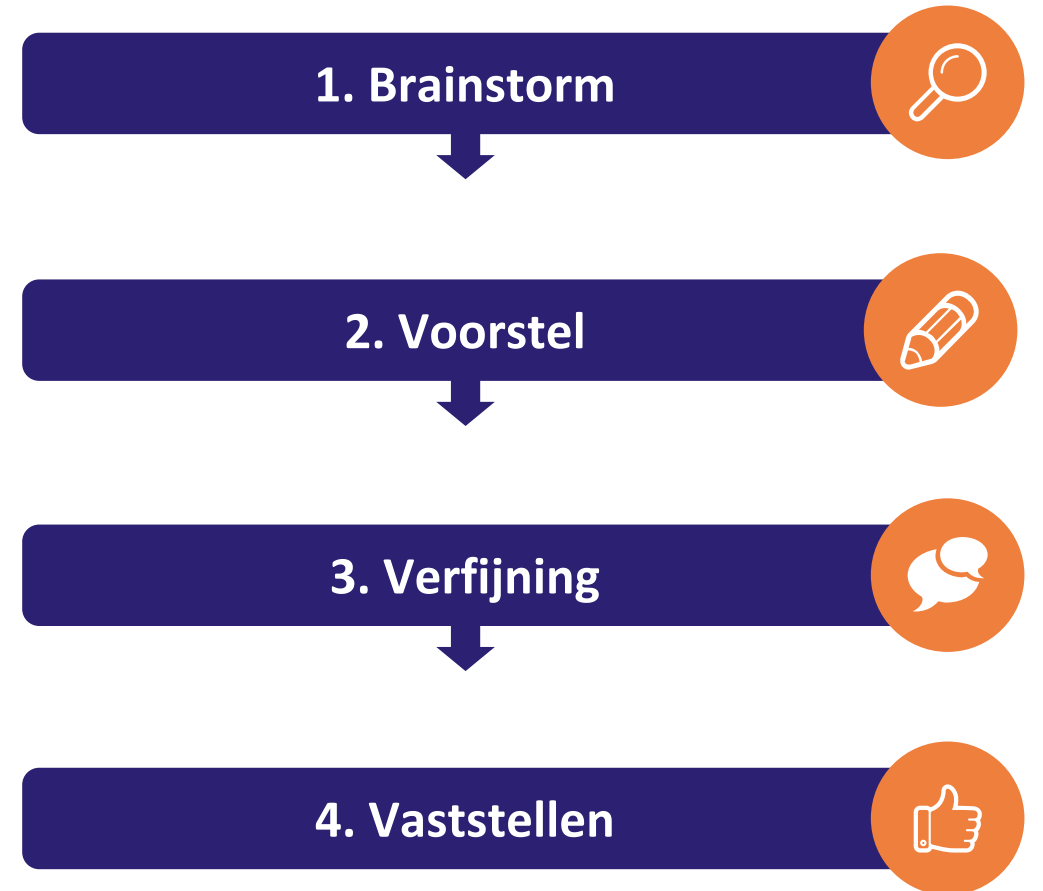 1. Brainstorm
2. Voorstel
3. Verfijning
4. Vaststellen